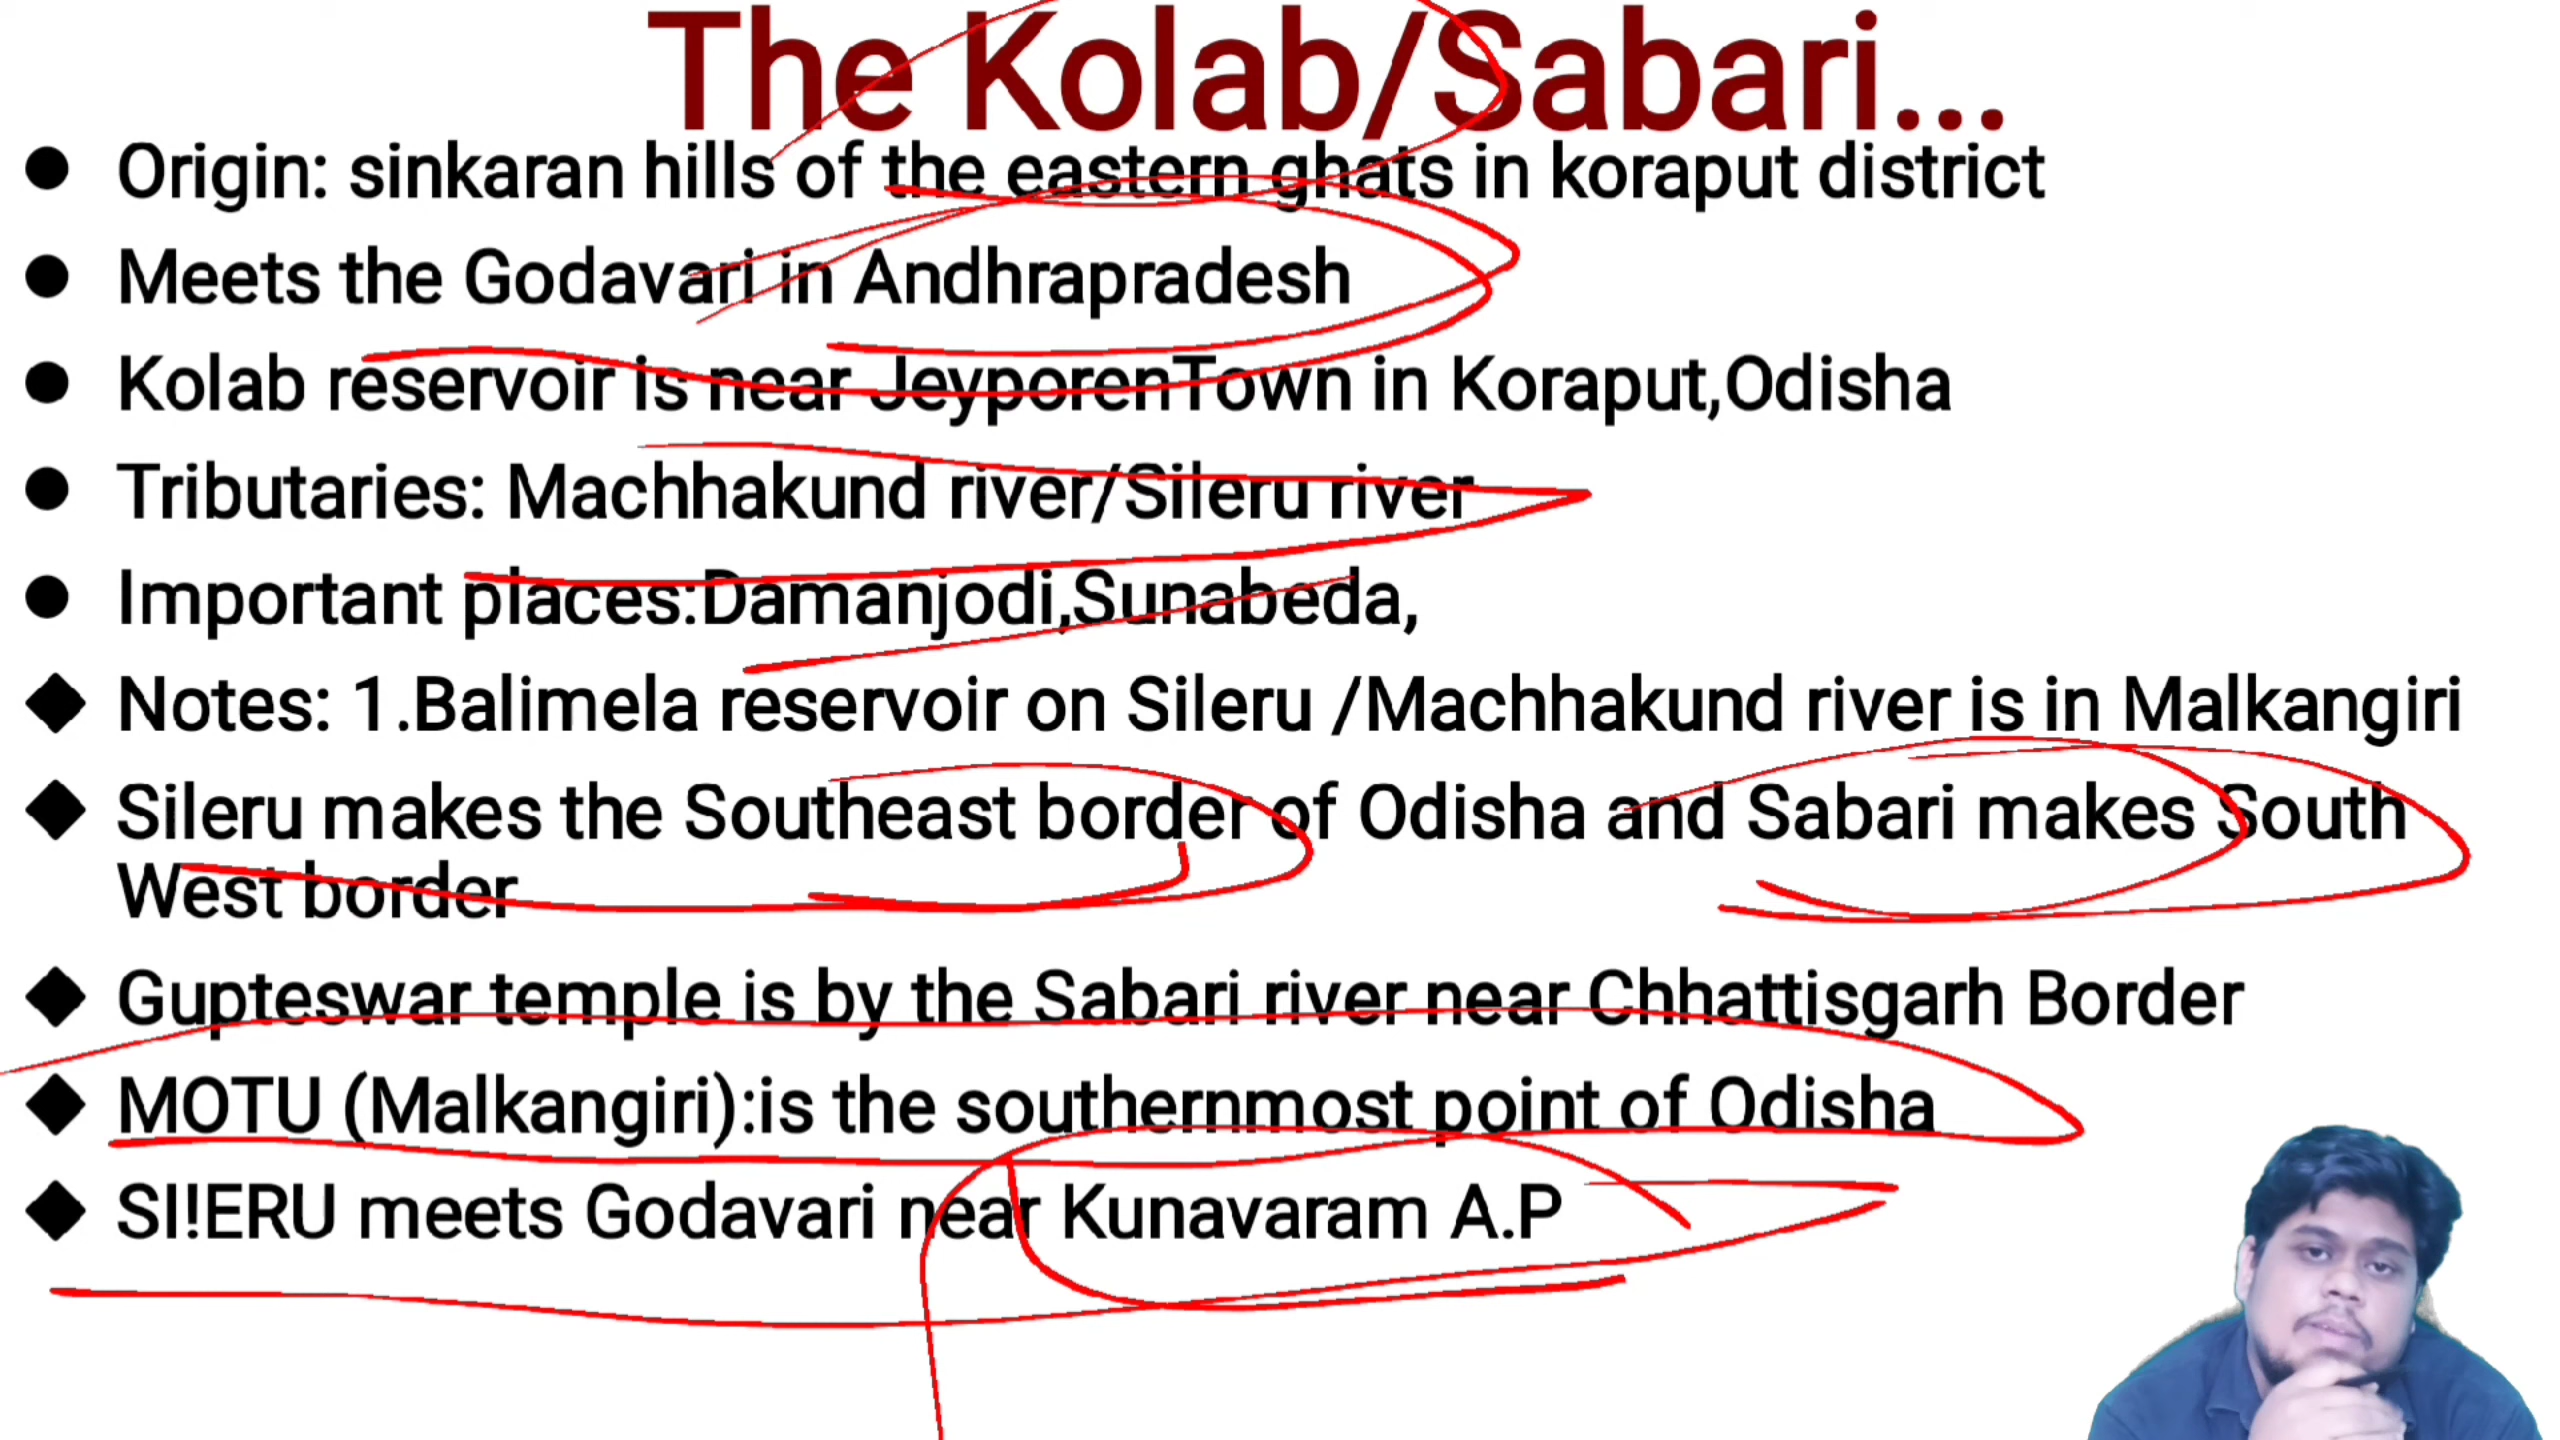 The Kolab/Sabari...
● Origin: sinkaran hills of the eastern ghats in koraput district
● Meets the Godavari in Andhrapradesh
● Kolab reservoir is near JeyporenTown in Koraput,Odisha
● Tributaries: Machhakund river/Sileru river
● Important places:Damanjodi,Sunabeda,
◆ Notes: 1.Balimela reservoir on Sileru /Machhakund river is in Malkangiri
◆ Sileru makes the Southeast border of Odisha and Sabari makes South
West border
◆ Gupteswar temple is by the Sabari river near Chhattisgarh Border
◆ MOTU (Malkangiri):is the southernmost point of Odisha
◆ SI!ERU meets Godavari near Kunavaram A.P